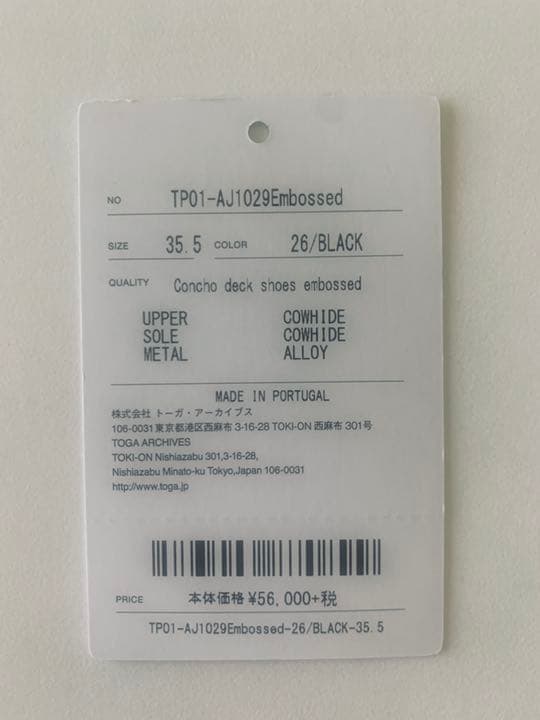 NO TP01-AJ1029Embossed
SIZE 35.5 COLOR 26/BLACK
QUALITY Concho deck shoes embossed
UPPER COWHIDE
SOLE COWHIDE
METAL ALLOY
MADE IN PORTUGAL
株式会社 トーガ・アーカイブス
106-0031東京都港区西麻布 3-16-28 TOKI-ON 西麻布 301号
TOGA ARCHIVES
TOKI-ON Nishiazabu 301,3-16-28,
Nishiazabu Minato-ku Tokyo,Japan 106-0031
http://www.toga.jp
PRICE 本体価格 ¥56,000+税
TP01-AJ1029Embossed-26/BLACK-35.5